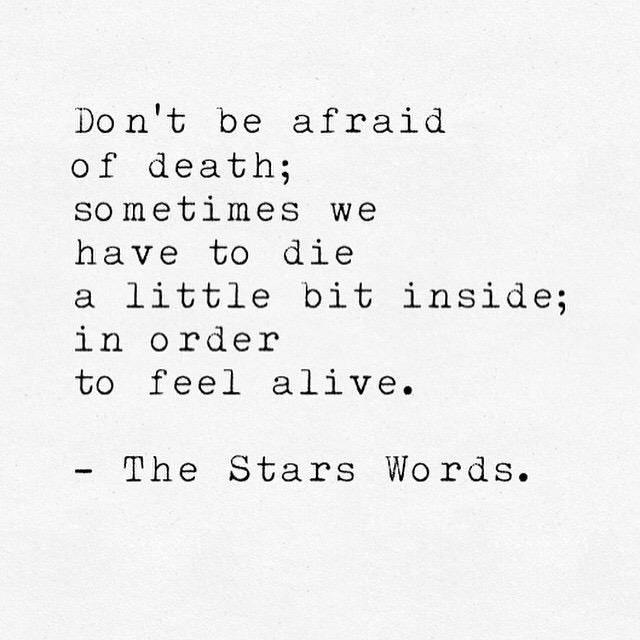 Don't be afraid
of death;
sometimes we
have to die
a little bit inside;
in order
to feel alive.
- The Stars Words.